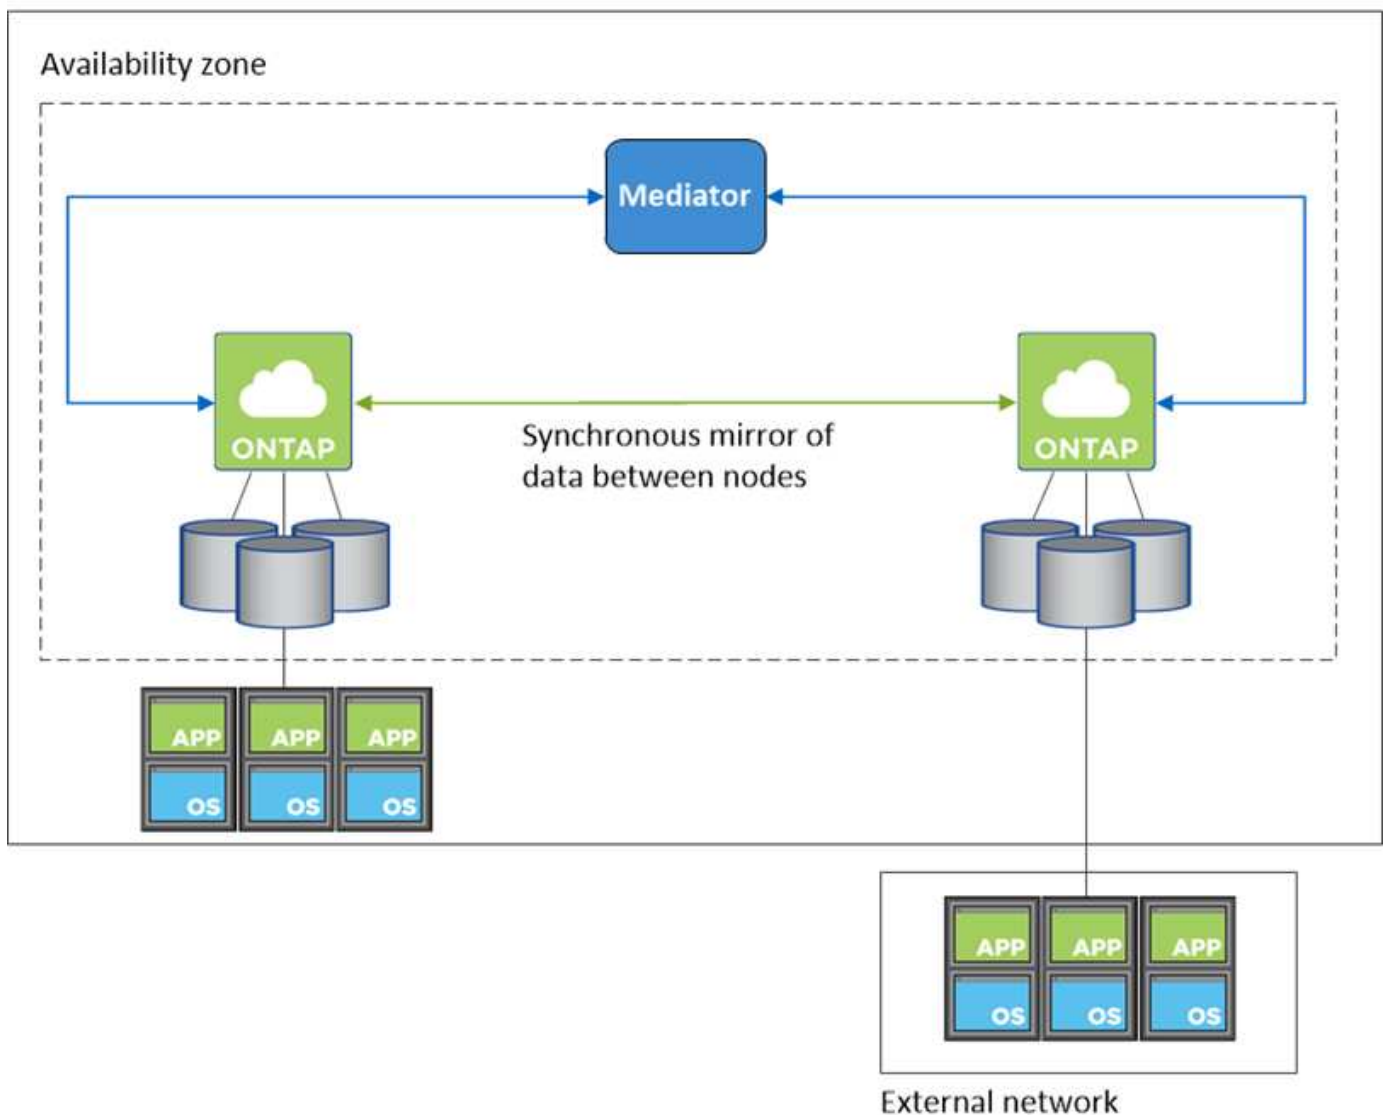 Availability zone
Mediator
ONTAP
ONTAP
Synchronous mirror of
data between nodes
APP
APP
APP
OS
OS
OS
APP
APP
APP
OS
OS
OS
External network